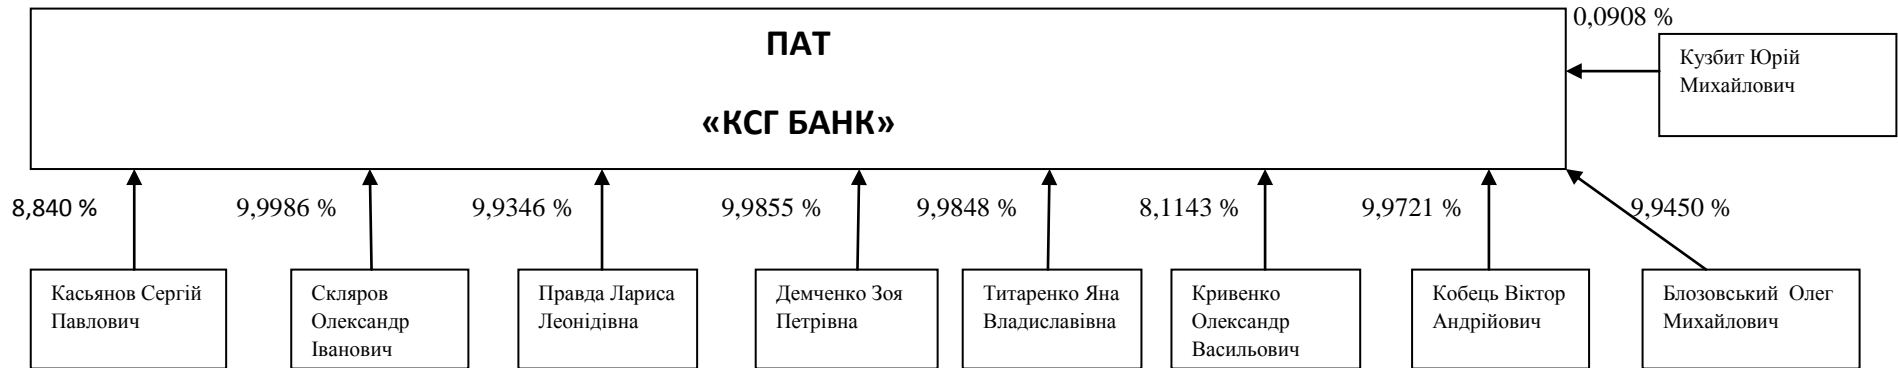 0,0908 %
ПАТ
«КСГ БАНК»
Кузбит Юрій
Михайлович
8,840 %
9,9986 %
9,9346 %
9,9855 %
9,9848 %
8,1143 %
9,9721 %
9,9450 %
Касьянов Сергій
Павлович
Скляров
Олександр
Іванович
Правда Лариса
Леонідівна
Демченко Зоя
Петрівна
Титаренко Яна
Владиславівна
Кривенко
Олександр
Васильович
Кобець Віктор
Андрійович
Блозовський Олег
Михайлович